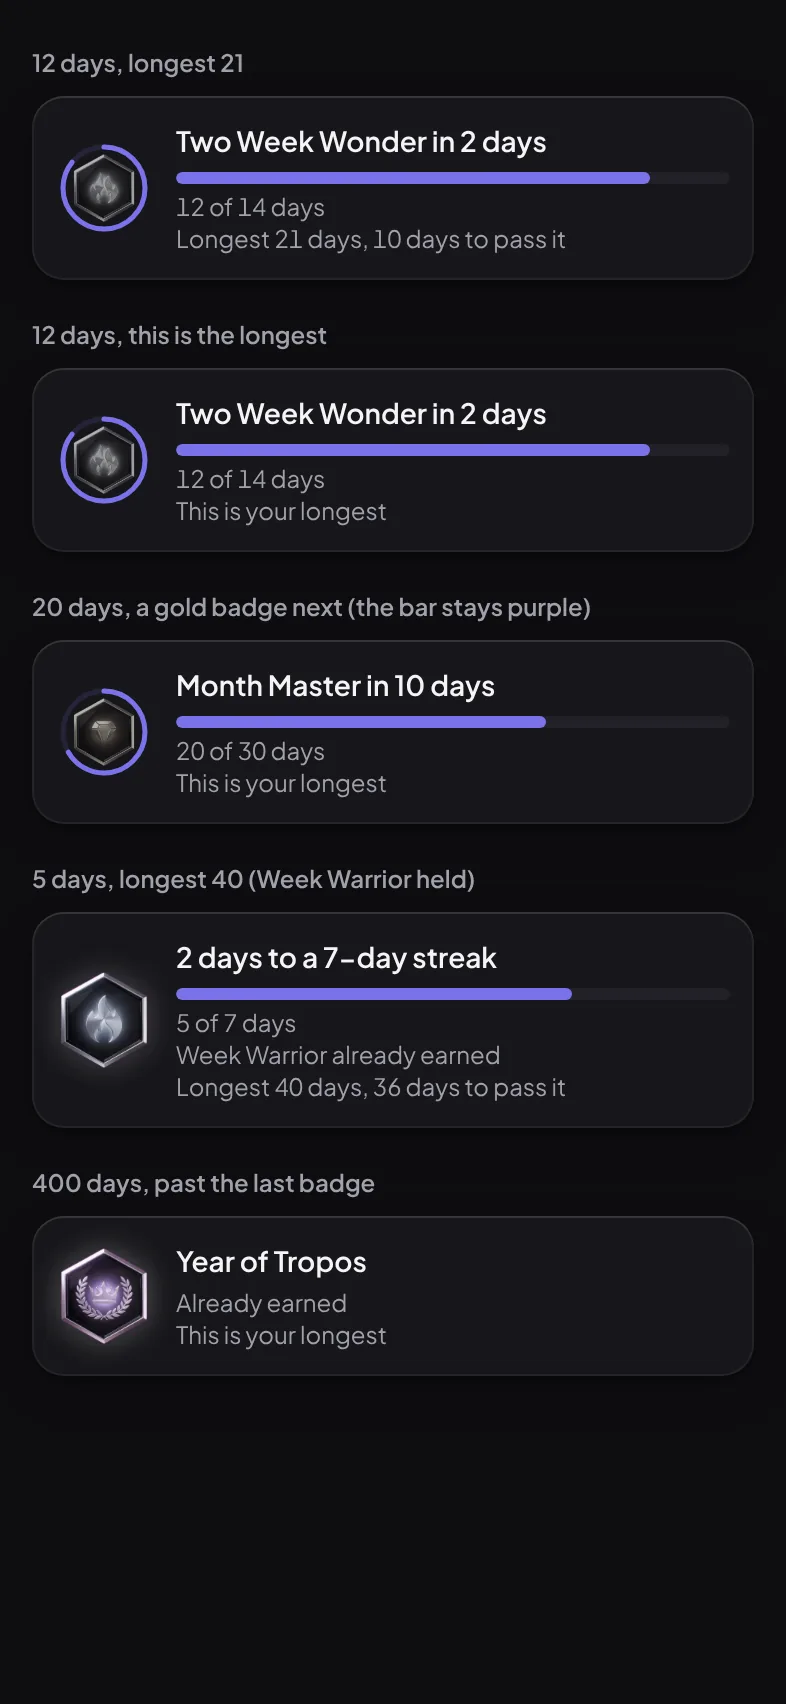 12 days, longest 21
Two Week Wonder in 2 days
12 of 14 days
Longest 21 days, 10 days to pass it
12 days, this is the longest
Two Week Wonder in 2 days
12 of 14 days
This is your longest
20 days, a gold badge next (the bar stays purple)
Month Master in 10 days
20 of 30 days
This is your longest
5 days, longest 40 (Week Warrior held)
2 days to a 7-day streak
5 of 7 days
Week Warrior already earned
Longest 40 days, 36 days to pass it
400 days, past the last badge
Year of Tropos
Already earned
This is your longest